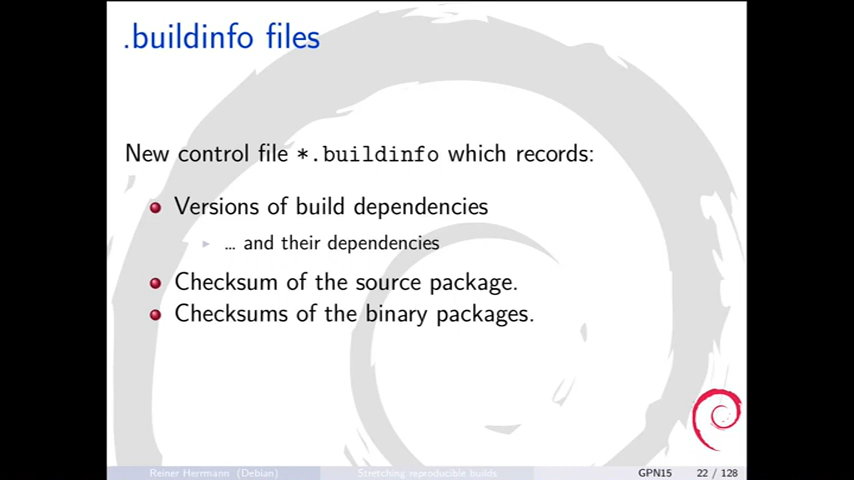 .buildinfo files
New control file *.buildinfo which records:
Versions of build dependencies
... and their dependencies
Checksum of the source package.
Checksums of the binary packages.
Reiner Herrmann (Debian) Stretching reproducible builds GPN15 22 / 128